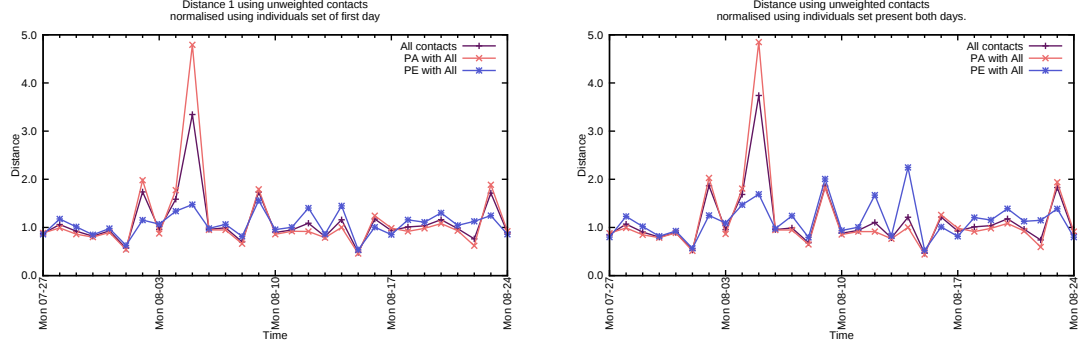 Distance 1 using unweighted contacts
normalised using individuals set of first day
5.0
4.0
3.0
2.0
1.0
0.0
Distance
All contacts
PA with All
PE with All
Mon 07-27
Mon 08-03
Mon 08-10
Mon 08-17
Mon 08-24
Time
Distance using unweighted contacts
normalised using individuals set present both days.
5.0
4.0
3.0
2.0
1.0
0.0
Distance
All contacts
PA with All
PE with All
Mon 07-27
Mon 08-03
Mon 08-10
Mon 08-17
Mon 08-24
Time